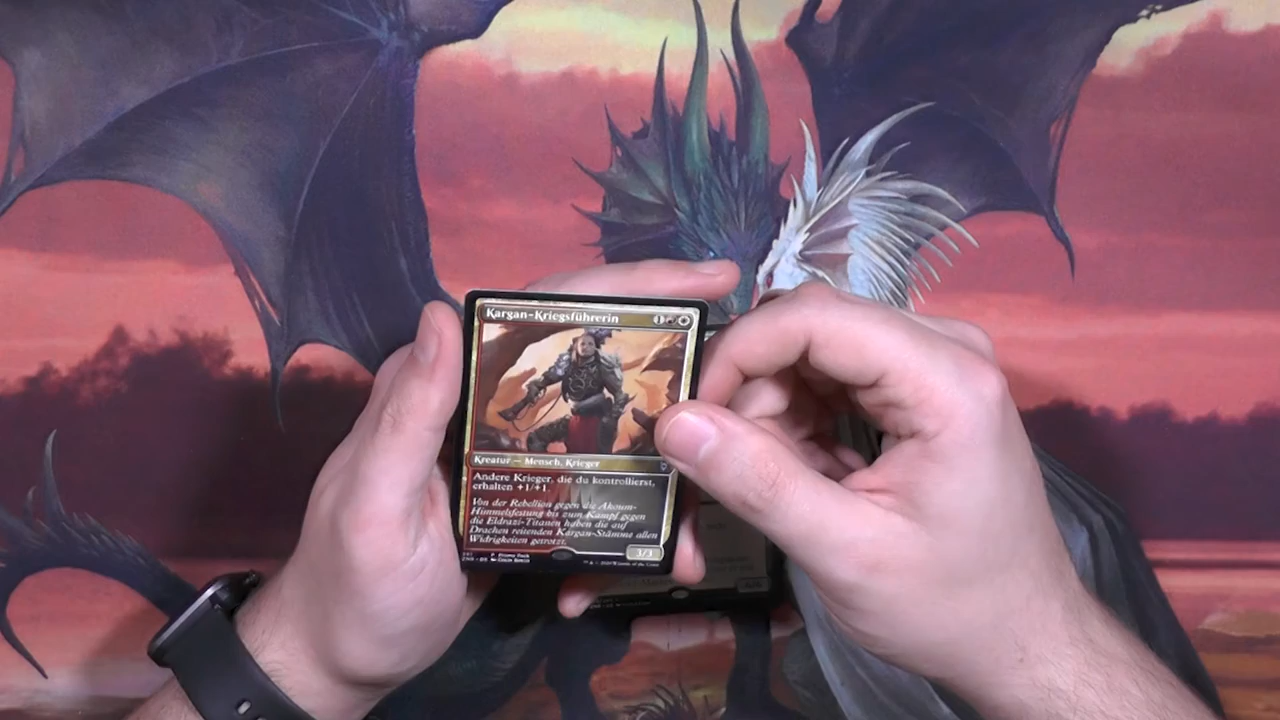 Kargan-Kriegsführerin
1
Kreatur — Mensch, Krieger
Andere Krieger, die du kontrollierst,
erhalten +1/+1.
Von der Rebellion gegen die Akoum-
Himmelsfestung bis zum Kampf gegen
die Eldrazi-Titanen haben die auf
Drachen reitenden Kargan-Stämme allen
Widrigkeiten getrotzt.
3/3